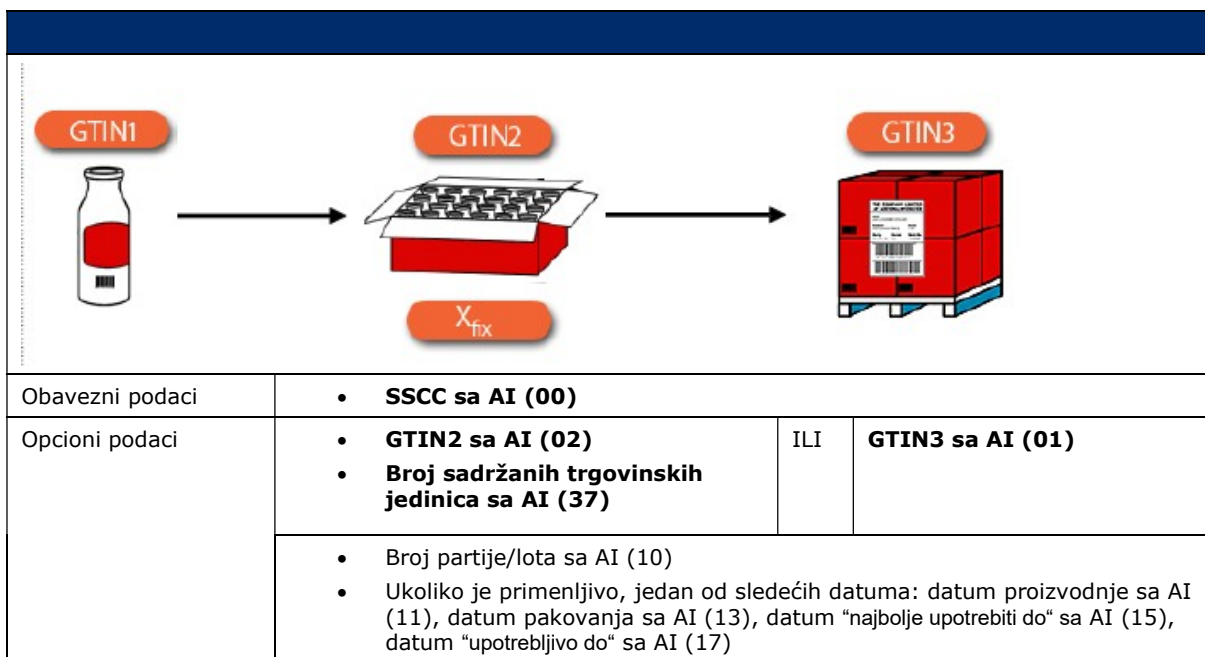 GTIN1
GTIN2
GTIN3
Xfix
Obavezni podaci
• SSCC sa AI (00)
Opcioni podaci
• GTIN2 sa AI (02)
• Broj sadržanih trgovinskih
jedinica sa AI (37)
ILI
GTIN3 sa AI (01)
• Broj partije/lota sa AI (10)
• Ukoliko je primenljivo, jedan od sledećih datuma: datum proizvodnje sa AI
(11), datum pakovanja sa AI (13), datum “najbolje upotrebiti do“ sa AI (15),
datum “upotrebljivo do“ sa AI (17)